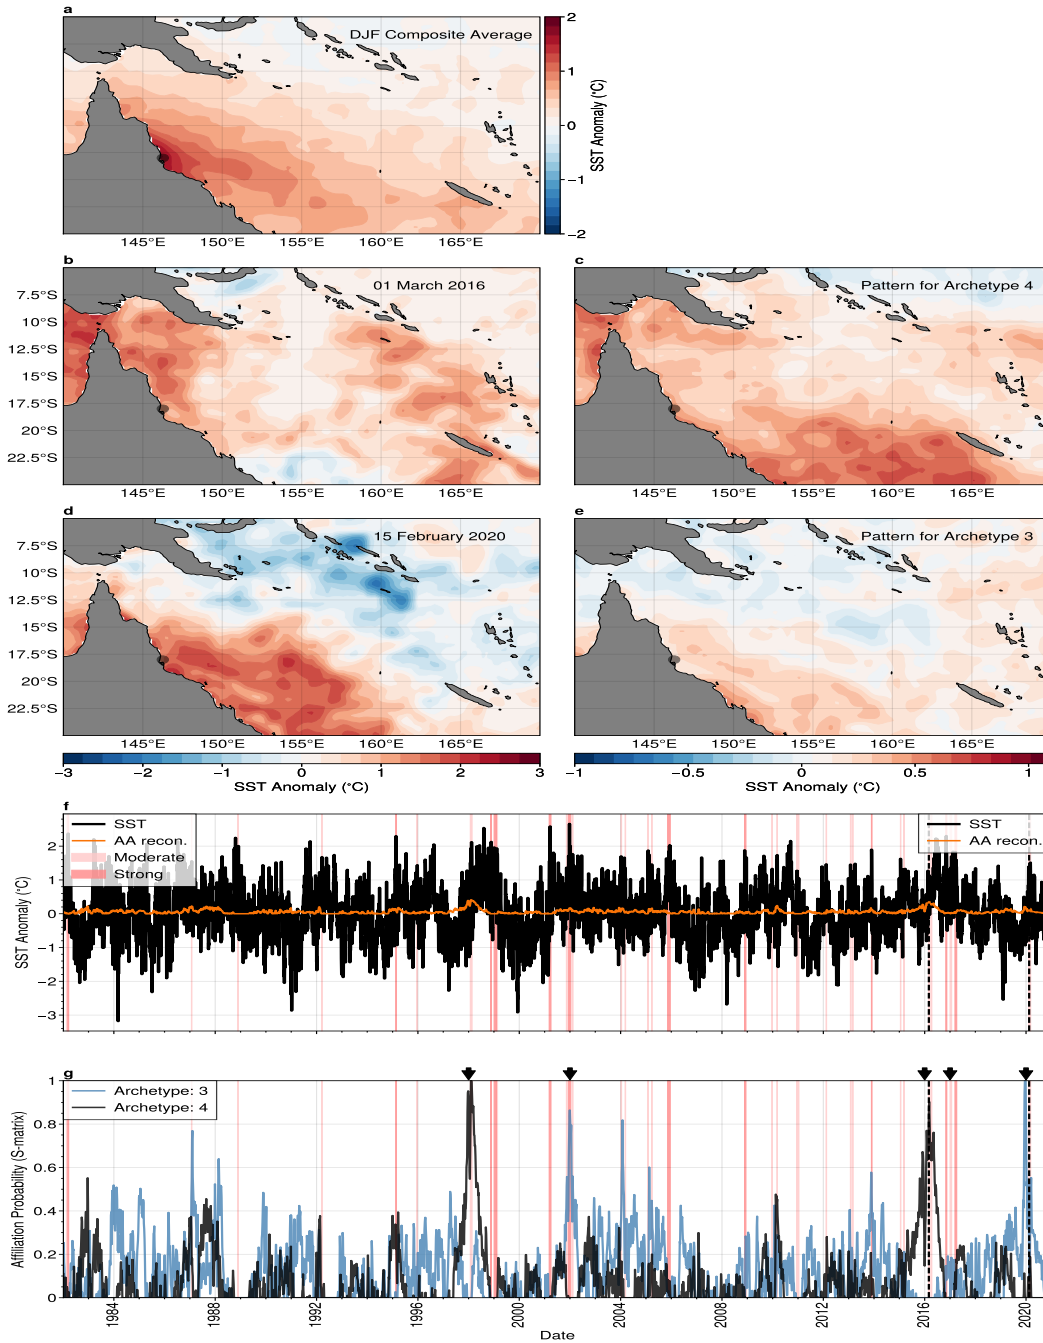 a
DJF Composite Average
2
1
0
−1
−2
SST Anomaly (°C)
145°E 150°E 155°E 160°E 165°E
b
01 March 2016
7.5°S
10°S
12.5°S
15°S
17.5°S
20°S
22.5°S
145°E 150°E 155°E 160°E 165°E
c
Pattern for Archetype 4
145°E 150°E 155°E 160°E 165°E
d
15 February 2020
7.5°S
10°S
12.5°S
15°S
17.5°S
20°S
22.5°S
145°E 150°E 155°E 160°E 165°E
−3 −2 −1 0 1 2 3
SST Anomaly (°C)
e
Pattern for Archetype 3
145°E 150°E 155°E 160°E 165°E
−1 −0.5 0 0.5 1
SST Anomaly (°C)
f
SST
AA recon.
Moderate
Strong
SST
AA recon.
2
1
0
−1
−2
−3
SST Anomaly (°C)
g
Archetype: 3
Archetype: 4
1
0.8
0.6
0.4
0.2
0
Affiliation Probability (S-matrix)
1984 1988 1992 1996 2000 2004 2008 2012 2016 2020
Date